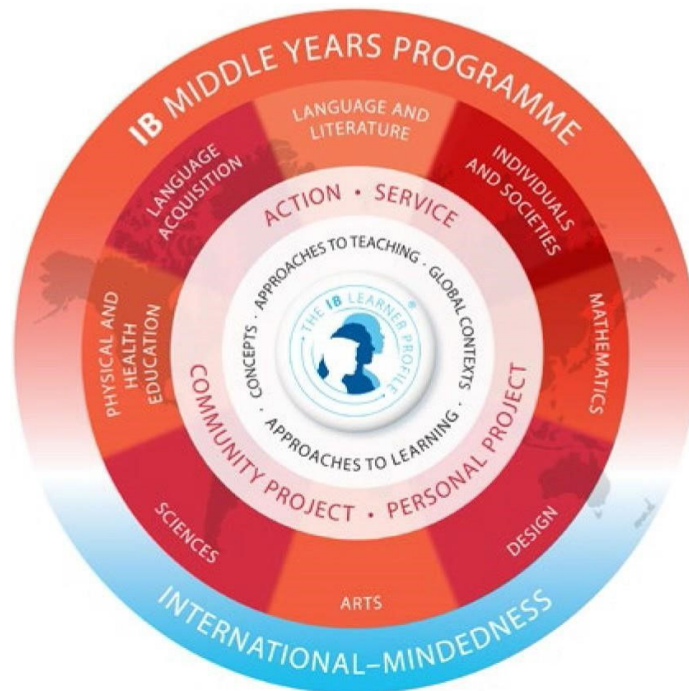 IB MIDDLE YEARS PROGRAMME
LANGUAGE AND
LITERATURE
INDIVIDUALS
AND SOCIETIES
MATHEMATICS
DESIGN
ARTS
SCIENCES
PHYSICAL AND
HEALTH
EDUCATION
LANGUAGE
ACQUISITION
ACTION · SERVICE
PERSONAL PROJECT
· COMMUNITY PROJECT
APPROACHES TO TEACHING · GLOBAL CONTEXTS
· APPROACHES TO LEARNING · CONCEPTS ·
THE IB LEARNER PROFILE ®
INTERNATIONAL–MINDEDNESS